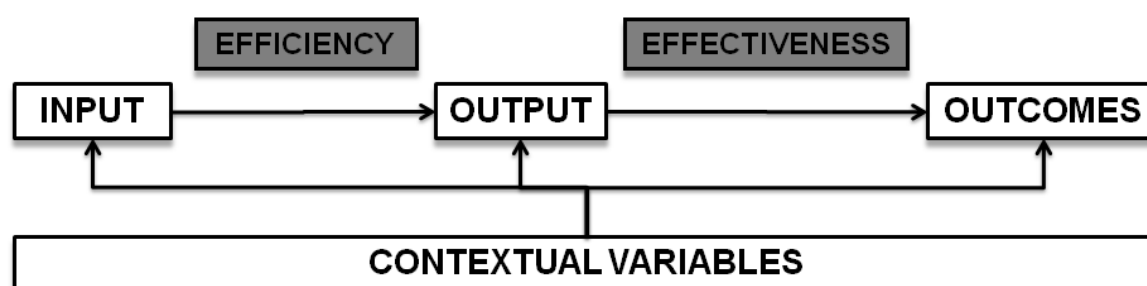 EFFICIENCY EFFECTIVENESS
INPUT OUTPUT OUTCOMES
CONTEXTUAL VARIABLES